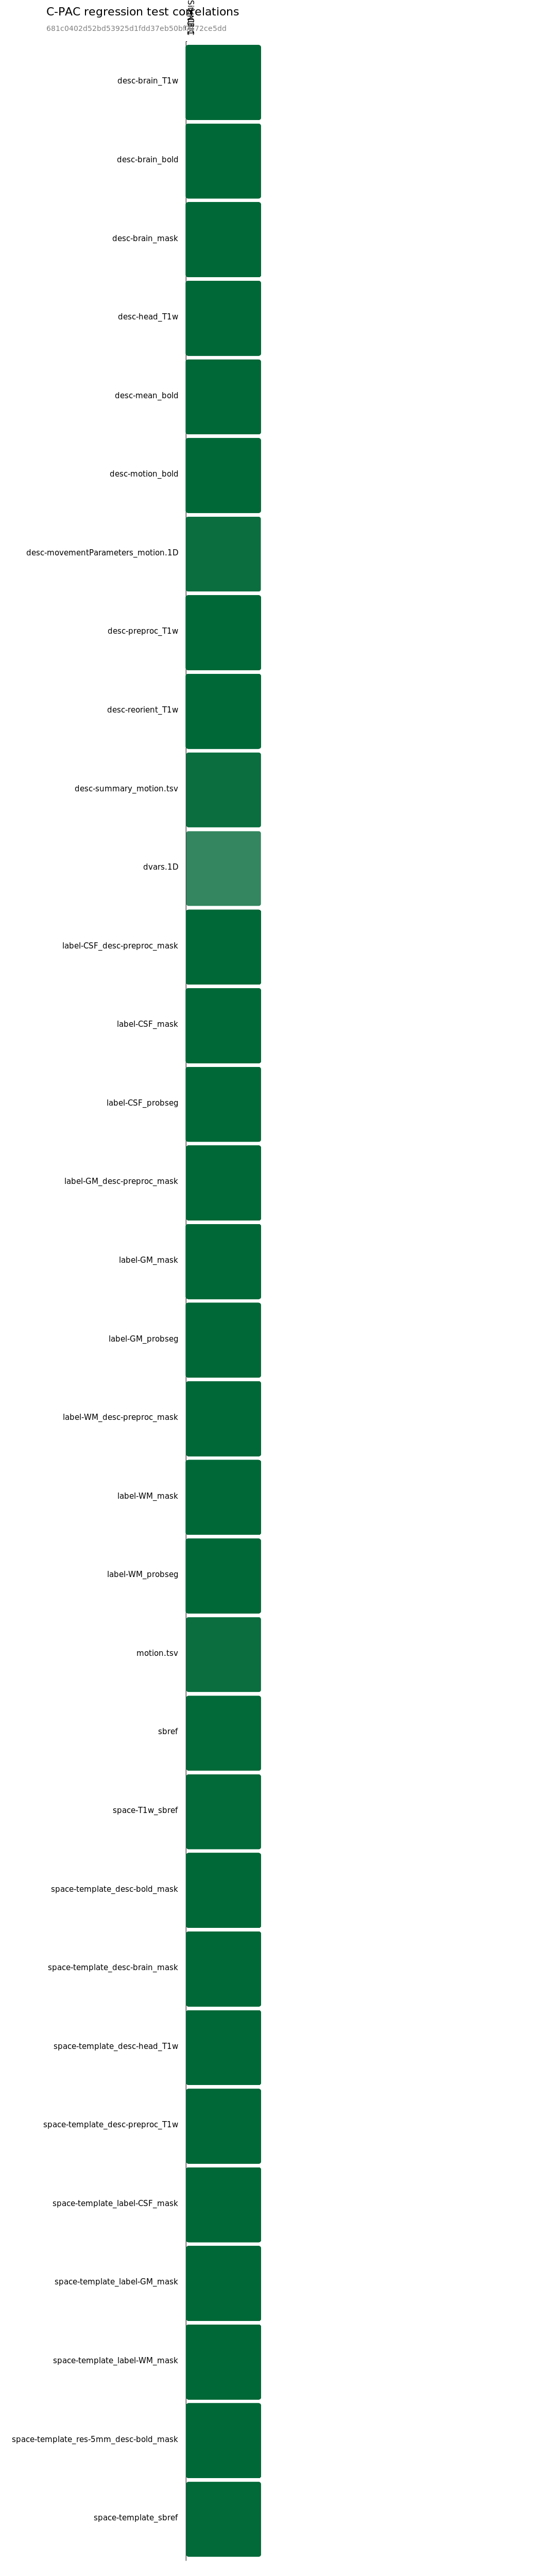 C-PAC regression test correlations
desc-brain_T1w
desc-brain_bold
desc-brain_mask
desc-head_T1w
desc-mean_bold
desc-motion_bold
desc-movementParameters_motion.1D
desc-preproc_T1w
desc-reorient_T1w
desc-summary_motion.tsv
dvars.1D
label-CSF_desc-preproc_mask
label-CSF_mask
label-CSF_probseg
label-GM_desc-preproc_mask
label-GM_mask
label-GM_probseg
label-WM_desc-preproc_mask
label-WM_mask
label-WM_probseg
motion.tsv
sbref
space-T1w_sbref
space-template_desc-bold_mask
space-template_desc-brain_mask
space-template_desc-head_T1w
space-template_desc-preproc_T1w
space-template_label-CSF_mask
space-template_label-GM_mask
space-template_label-WM_mask
space-template_res-5mm_desc-bold_mask
space-template_sbref